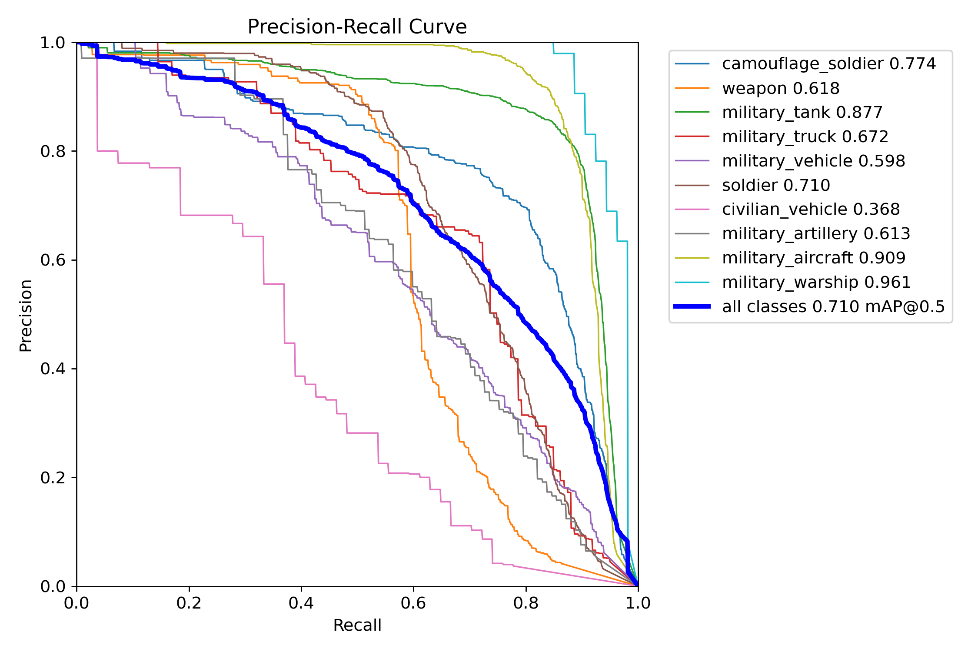 Precision-Recall Curve
1.0
0.8
0.6
0.4
0.2
0.0
Precision
0.0 0.2 0.4 0.6 0.8 1.0
Recall
camouflage_soldier 0.774
weapon 0.618
military_tank 0.877
military_truck 0.672
military_vehicle 0.598
soldier 0.710
civilian_vehicle 0.368
military_artillery 0.613
military_aircraft 0.909
military_warship 0.961
all classes 0.710 mAP@0.5